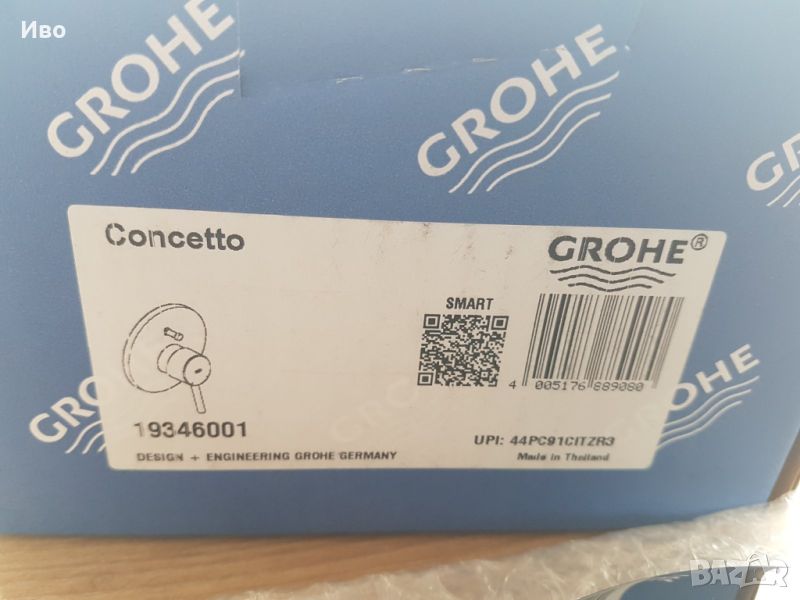 Иво
GROHE
GROHE
Concetto
GROHE®
SMART
4 005176 889080
19346001
UPI: 44PC91CITZR3
DESIGN + ENGINEERING GROHE GERMANY
Made in Thailand
GROHE
BAZAR